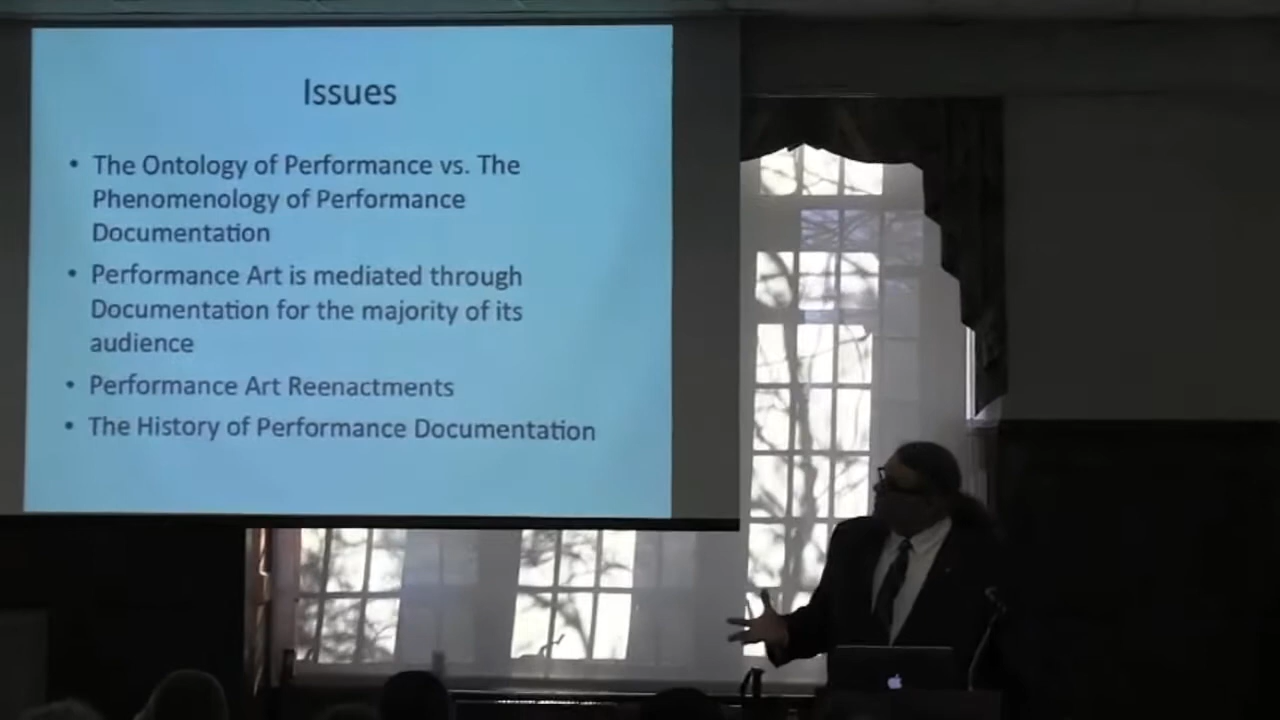 Issues
• The Ontology of Performance vs. The
Phenomenology of Performance
Documentation
• Performance Art is mediated through
Documentation for the majority of its
audience
• Performance Art Reenactments
• The History of Performance Documentation